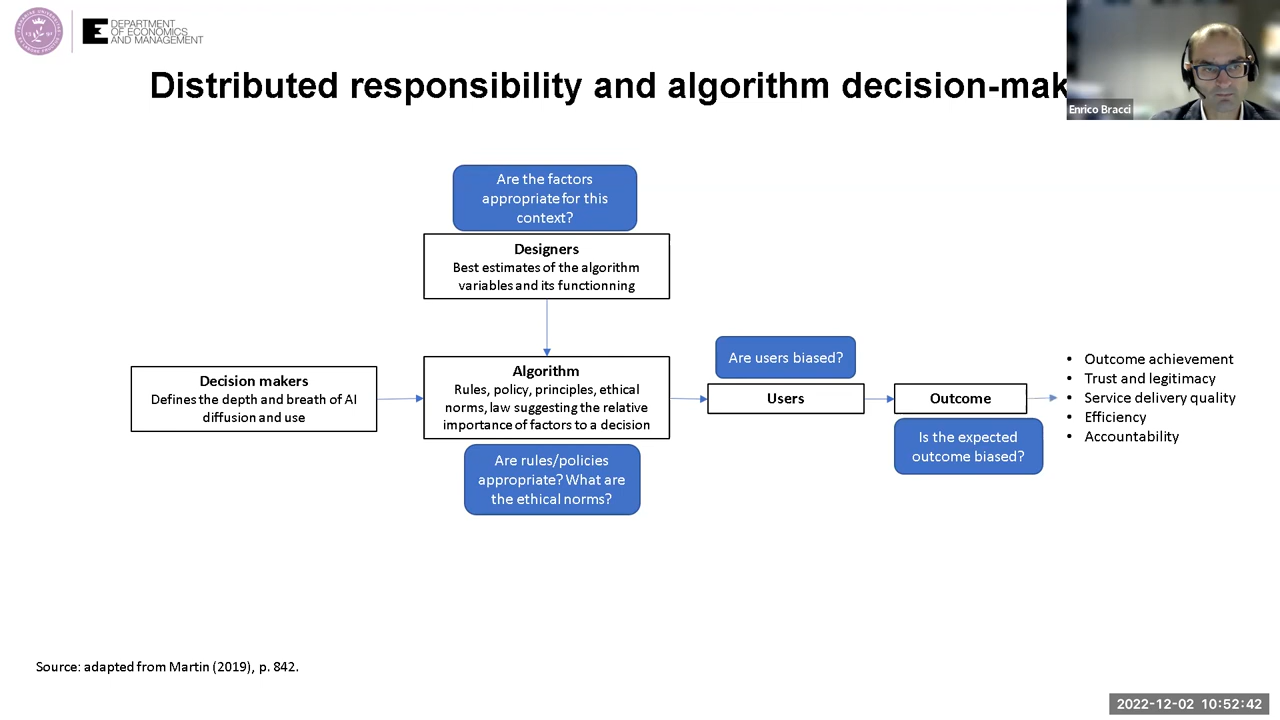 DEPARTMENT
OF ECONOMICS
AND MANAGEMENT
Distributed responsibility and algorithm decision-mak
Enrico Bracci
Are the factors
appropriate for this
context?
Designers
Best estimates of the algorithm
variables and its functionning
Decision makers
Defines the depth and breath of AI
diffusion and use
Algorithm
Rules, policy, principles, ethical
norms, law suggesting the relative
importance of factors to a decision
Are rules/policies
appropriate? What are
the ethical norms?
Are users biased?
Users
Outcome
Is the expected
outcome biased?
• Outcome achievement
• Trust and legitimacy
• Service delivery quality
• Efficiency
• Accountability
Source: adapted from Martin (2019), p. 842.
2022-12-02 10:52:42